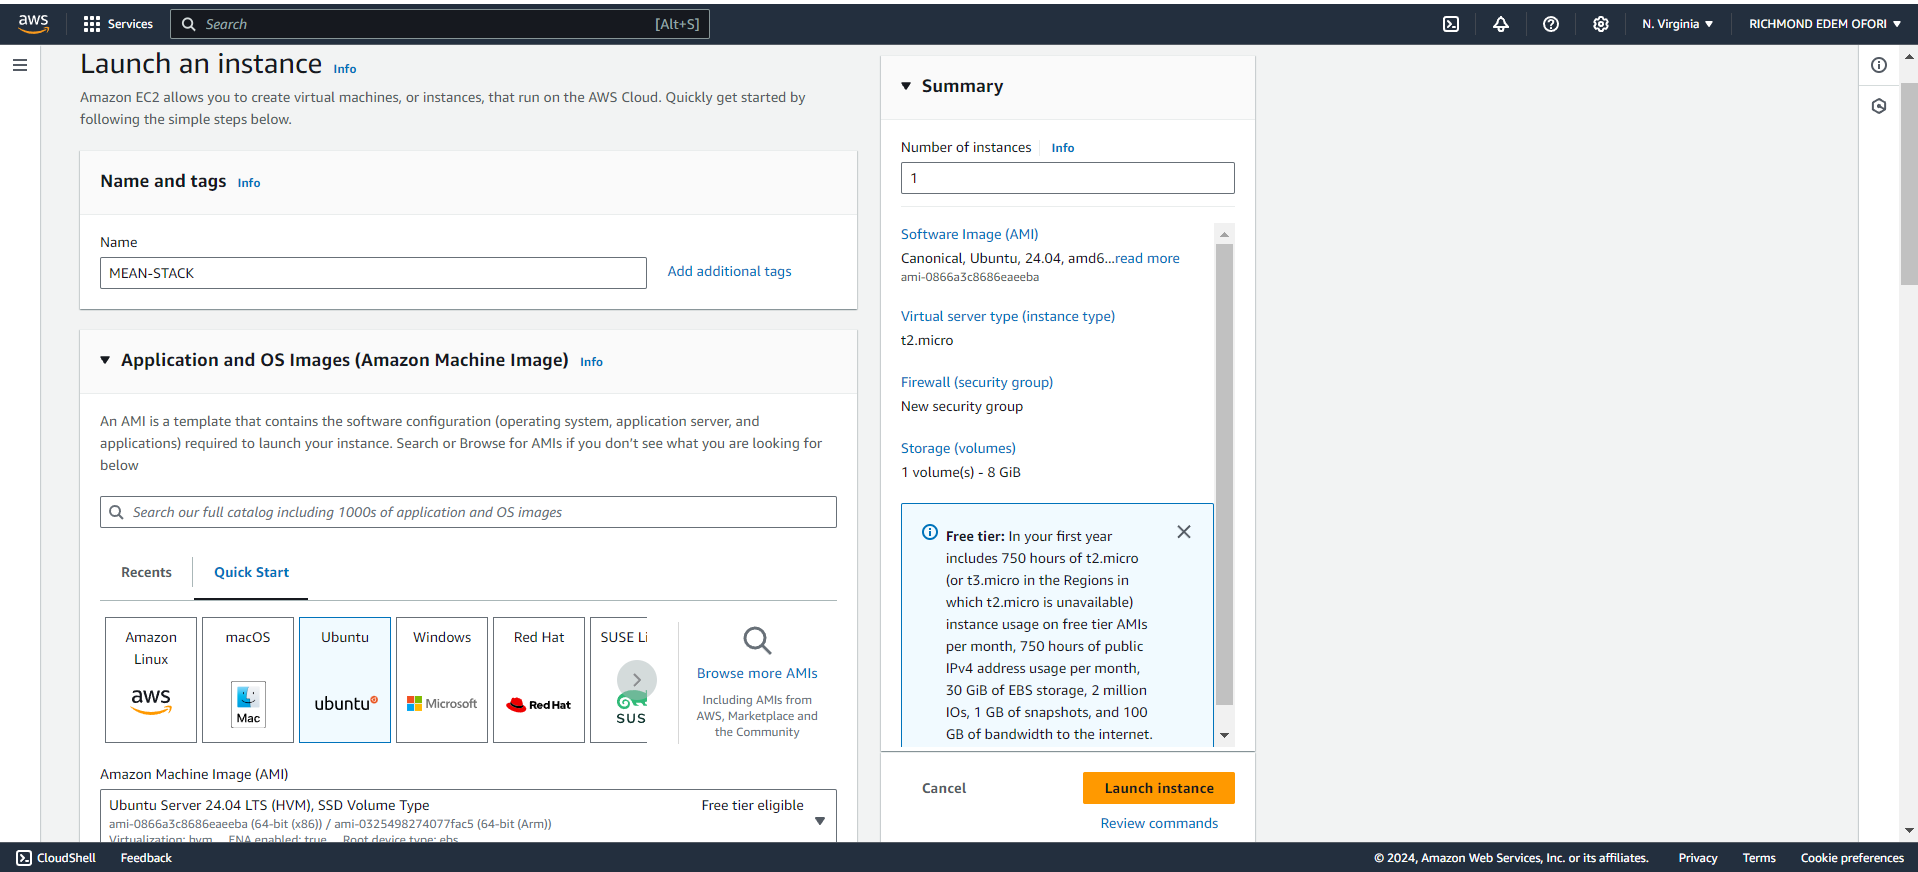 aws
Services
Search
[Alt+S]
N. Virginia
RICHMOND EDEM OFORI
Launch an instance Info
Amazon EC2 allows you to create virtual machines, or instances, that run on the AWS Cloud. Quickly get started by
following the simple steps below.
Name and tags Info
Name
MEAN-STACK
Add additional tags
Application and OS Images (Amazon Machine Image) Info
An AMI is a template that contains the software configuration (operating system, application server, and
applications) required to launch your instance. Search or Browse for AMIs if you don't see what you are looking for
below
Search our full catalog including 1000s of application and OS images
Recents
Quick Start
Amazon
Linux
aws
macOS
Mac
Ubuntu
ubuntu
Windows
Microsoft
Red Hat
Red Hat
SUSE Li
SUS
Browse more AMIs
Including AMIs from
AWS, Marketplace and
the Community
Amazon Machine Image (AMI)
Ubuntu Server 24.04 LTS (HVM), SSD Volume Type
Free tier eligible
ami-0866a3c8686eaeeba (64-bit (x86)) / ami-0325498274077fac5 (64-bit (Arm))
Virtualization: hvm ENA enabled: true Root device type: ebs
Summary
Number of instances Info
1
Software Image (AMI)
Canonical, Ubuntu, 24.04, amd6...read more
ami-0866a3c8686eaeeba
Virtual server type (instance type)
t2.micro
Firewall (security group)
New security group
Storage (volumes)
1 volume(s) - 8 GiB
Free tier: In your first year
includes 750 hours of t2.micro
(or t3.micro in the Regions in
which t2.micro is unavailable)
instance usage on free tier AMIs
per month, 750 hours of public
IPv4 address usage per month,
30 GiB of EBS storage, 2 million
IOs, 1 GB of snapshots, and 100
GB of bandwidth to the internet.
Cancel
Launch instance
Review commands
CloudShell
Feedback
© 2024, Amazon Web Services, Inc. or its affiliates.
Privacy
Terms
Cookie preferences